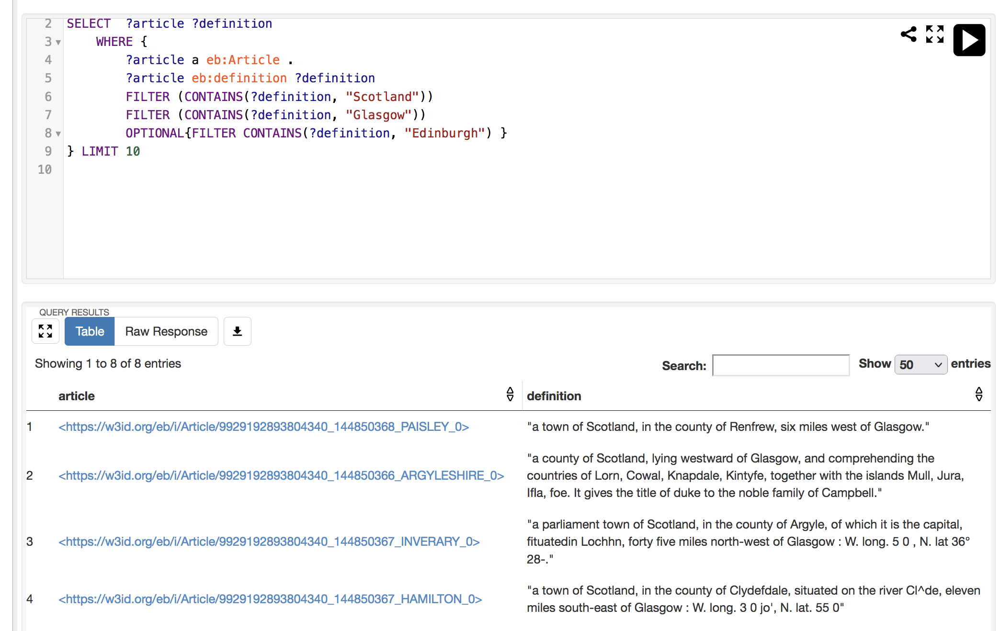 2 SELECT  ?article ?definition
3 WHERE {
4 ?article a eb:Article .
5 ?article eb:definition ?definition
6 FILTER (CONTAINS(?definition, "Scotland"))
7 FILTER (CONTAINS(?definition, "Glasgow"))
8 OPTIONAL{FILTER CONTAINS(?definition, "Edinburgh") }
9 } LIMIT 10
10
QUERY RESULTS
Table Raw Response
Showing 1 to 8 of 8 entries Search: Show 50 entries
article definition
1 <https://w3id.org/eb/i/Article/9929192893804340_144850368_PAISLEY_0> "a town of Scotland, in the county of Renfrew, six miles west of Glasgow."
2 <https://w3id.org/eb/i/Article/9929192893804340_144850366_ARGYLESHIRE_0> "a county of Scotland, lying westward of Glasgow, and comprehending the
countries of Lorn, Cowal, Knapdale, Kintyfe, together with the islands Mull, Jura,
Ifla, foe. It gives the title of duke to the noble family of Campbell."
3 <https://w3id.org/eb/i/Article/9929192893804340_144850367_INVERARY_0> "a parliament town of Scotland, in the county of Argyle, of which it is the capital,
fituatedin Lochhn, forty five miles north-west of Glasgow : W. long. 5 0 , N. lat 36°
28-."
4 <https://w3id.org/eb/i/Article/9929192893804340_144850367_HAMILTON_0> "a town of Scotland, in the county of Clydefdale, situated on the river Cl^de, eleven
miles south-east of Glasgow : W. long. 3 0 jo', N. lat. 55 0"